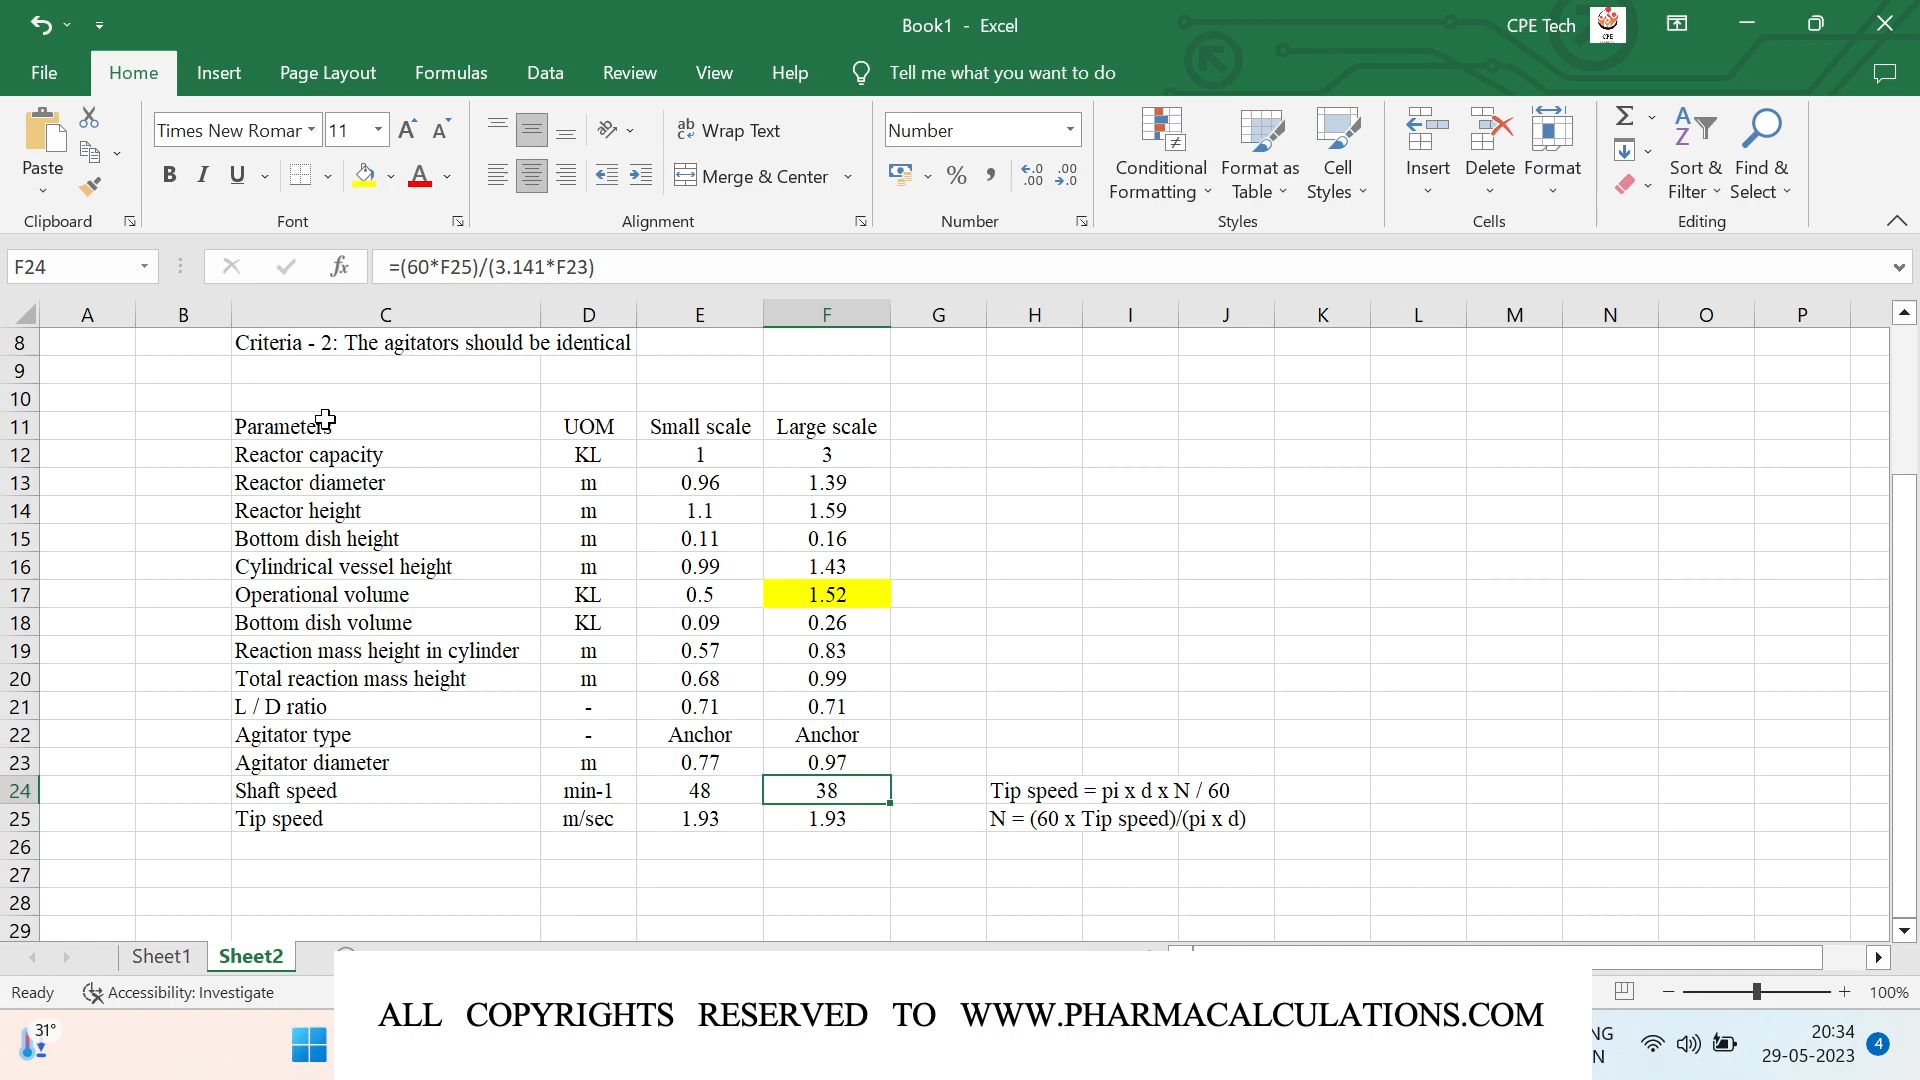 Book1 - Excel
CPE Tech
CPE
File Home Insert Page Layout Formulas Data Review View Help Tell me what you want to do
Times New Romar 11
Wrap Text
Number
Paste
B I U A
Merge & Center
% ,
Conditional Formatting
Format as Table
Cell Styles
Insert Delete Format
Sort & Filter
Find & Select
Clipboard Font Alignment Number Styles Cells Editing
F24 fx =(60*F25)/(3.141*F23)
A B C D E F G H I J K L M N O P
8 Criteria - 2: The agitators should be identical
9
10
11 Parameters UOM Small scale Large scale
12 Reactor capacity KL 1 3
13 Reactor diameter m 0.96 1.39
14 Reactor height m 1.1 1.59
15 Bottom dish height m 0.11 0.16
16 Cylindrical vessel height m 0.99 1.43
17 Operational volume KL 0.5 1.52
18 Bottom dish volume KL 0.09 0.26
19 Reaction mass height in cylinder m 0.57 0.83
20 Total reaction mass height m 0.68 0.99
21 L / D ratio - 0.71 0.71
22 Agitator type - Anchor Anchor
23 Agitator diameter m 0.77 0.97
24 Shaft speed min-1 48 38 Tip speed = pi x d x N / 60
25 Tip speed m/sec 1.93 1.93 N = (60 x Tip speed)/(pi x d)
26
27
28
29
Sheet1 Sheet2
Ready Accessibility: Investigate 100%
ALL COPYRIGHTS RESERVED TO WWW.PHARMACALCULATIONS.COM
31°
20:34
29-05-2023
4